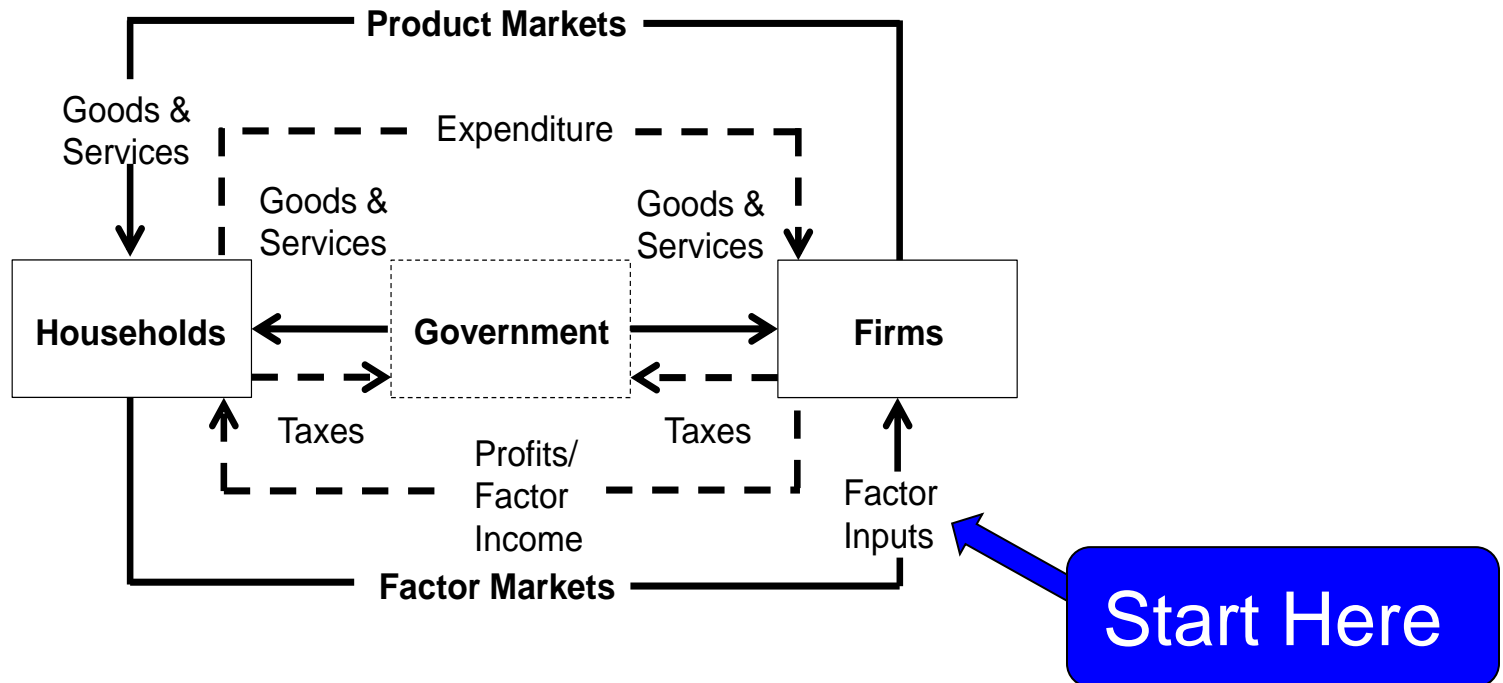 Product Markets
Goods &
Services
Expenditure
Goods &
Services
Goods &
Services
Households
Government
Firms
Taxes
Taxes
Profits/
Factor
Income
Factor
Inputs
Factor Markets
Start Here